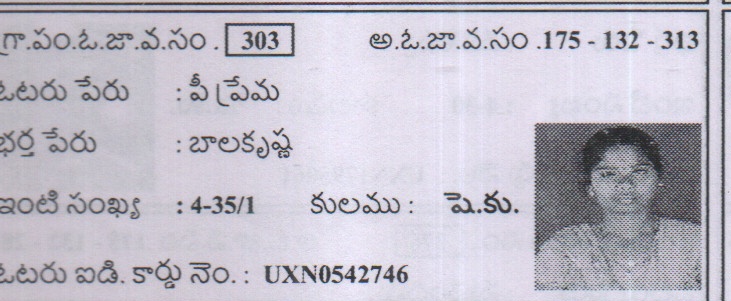 గ్రా.పం.ఓ.జా.వ.సం . 303 అ.ఓ.జా.వ.సం .175 - 132 - 313
ఓటరు పేరు : పీ ప్రేమ
భర్త పేరు : బాలకృష్ణ
ఇంటి సంఖ్య : 4-35/1 కులము : షె.కు.
ఓటరు ఐడి. కార్డు నెం. : UXN0542746